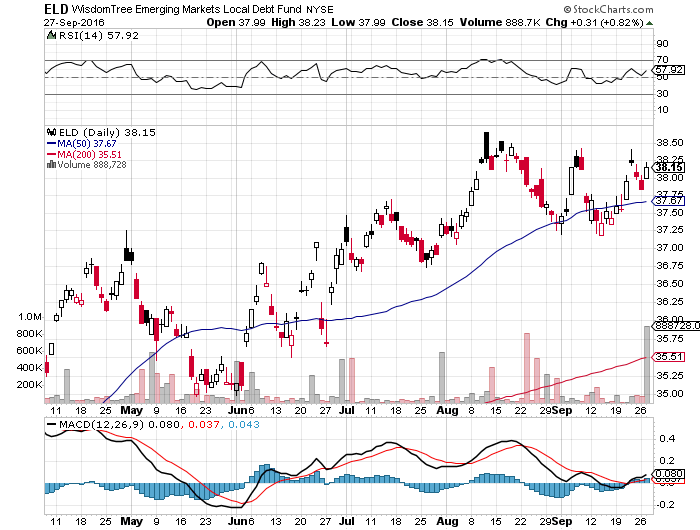 ELD WisdomTree Emerging Markets Local Debt Fund NYSE © StockCharts.com
27-Sep-2016 Open 37.99 High 38.23 Low 37.99 Close 38.15 Volume 888.7K Chg +0.31 (+0.82%)
RSI(14) 57.92
90
70
57.92
50
30
10
ELD (Daily) 38.15
MA(50) 37.67
MA(200) 35.51
Volume 888,728
38.50
38.25
38.15
38.00
37.75
37.67
37.50
37.25
37.00
36.75
36.50
36.25
36.00
888728.0
35.75
35.51
35.25
35.00
1.0M
800K
600K
400K
200K
11 18 25 May 9 16 23 Jun 6 13 20 27 Jul 11 18 25 Aug 8 15 22 29 Sep 12 19 26
MACD(12,26,9) 0.080, 0.037, 0.043
0.4
0.2
0.080
0.037
-0.2
11 18 25 May 9 16 23 Jun 6 13 20 27 Jul 11 18 25 Aug 8 15 22 29 Sep 12 19 26